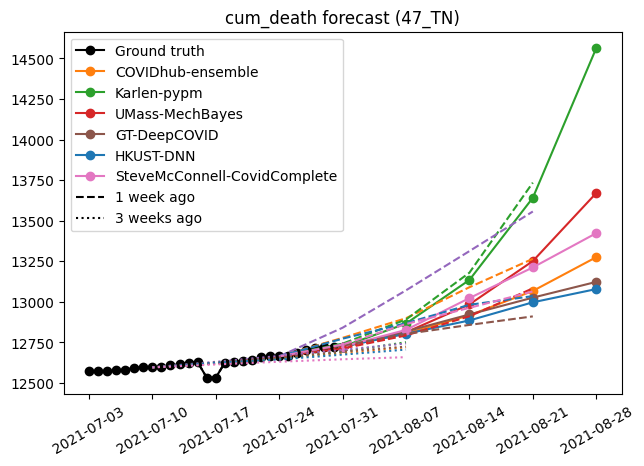 cum_death forecast (47_TN)
14500
14250
14000
13750
13500
13250
13000
12750
12500
Ground truth
COVIDhub-ensemble
Karlen-pypm
UMass-MechBayes
GT-DeepCOVID
HKUST-DNN
SteveMcConnell-CovidComplete
1 week ago
3 weeks ago
2021-07-03
2021-07-10
2021-07-17
2021-07-24
2021-07-31
2021-08-07
2021-08-14
2021-08-21
2021-08-28